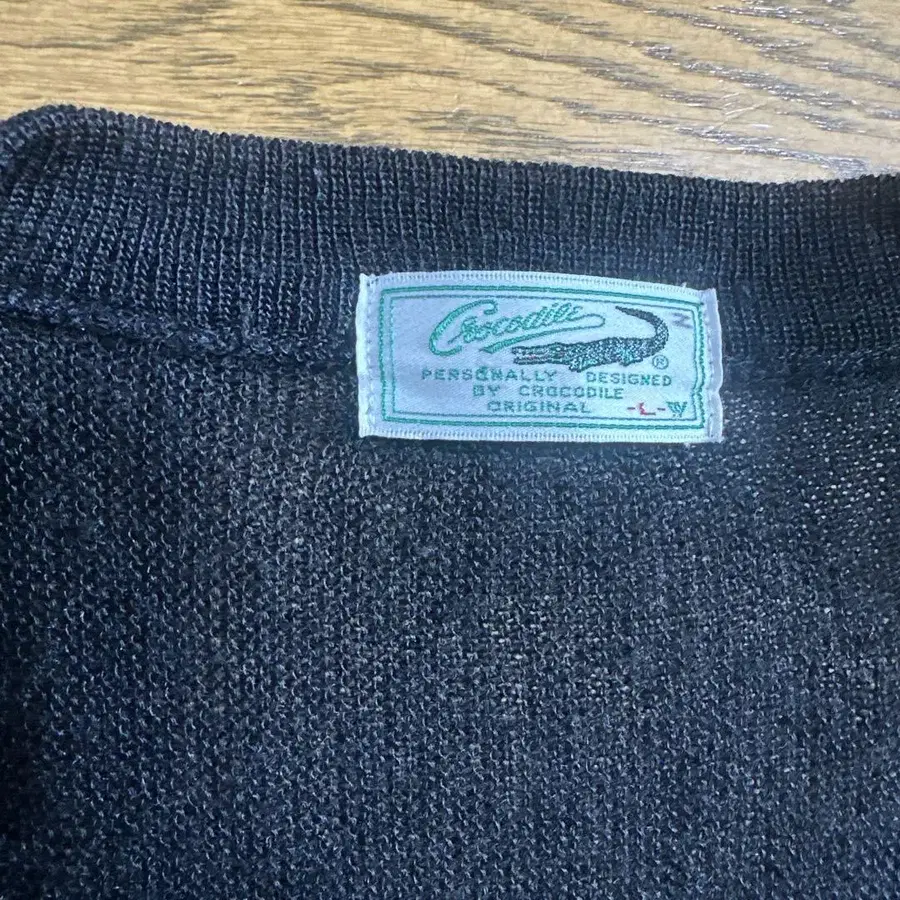 Crocodile
®
PERSONALLY DESIGNED
BY CROCODILE
ORIGINAL -L-W